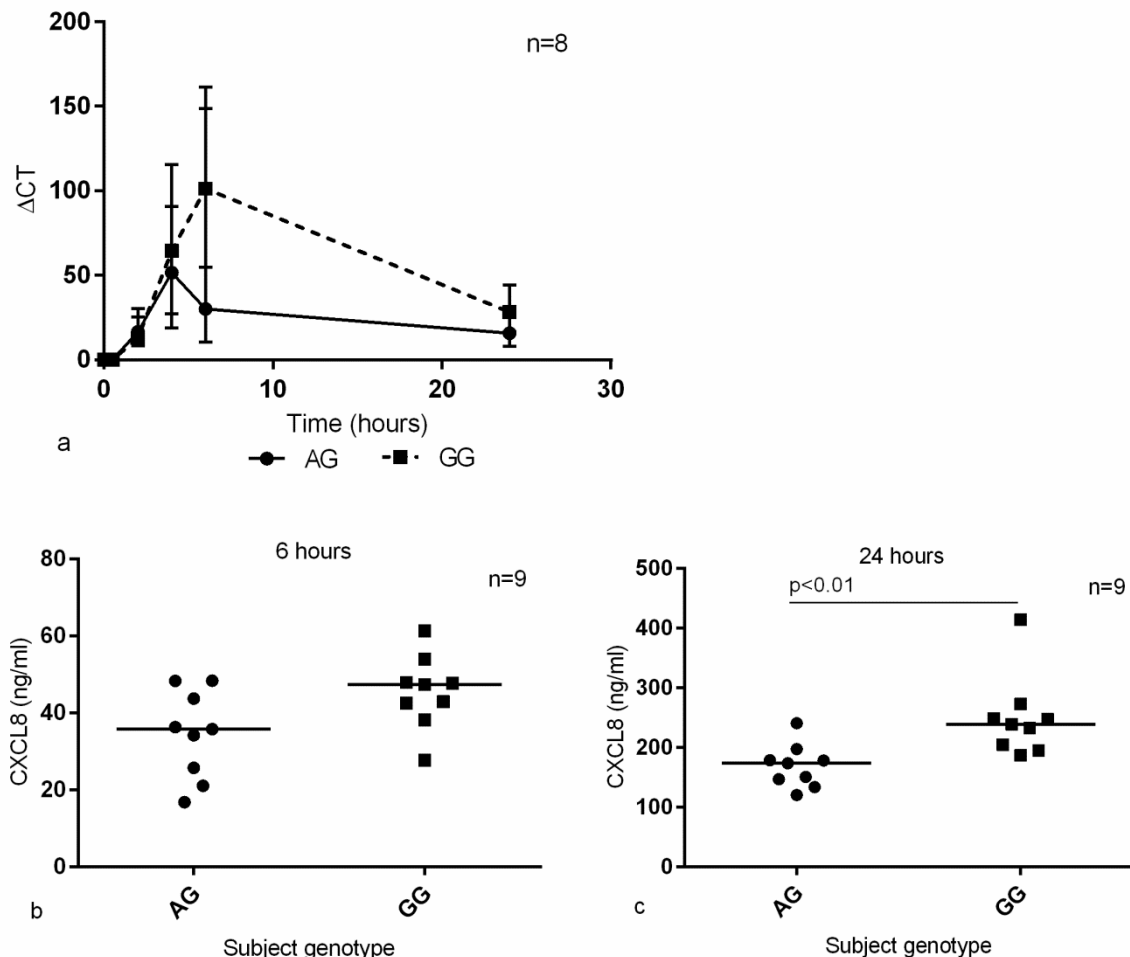 200
n=8
150
100
50
0
ΔCT
0 10 20 30
Time (hours)
a
AG GG
6 hours
n=9
80
60
40
20
0
CXCL8 (ng/ml)
AG GG
b
Subject genotype
24 hours
p<0.01
n=9
500
400
300
200
100
0
CXCL8 (ng/ml)
AG GG
c
Subject genotype